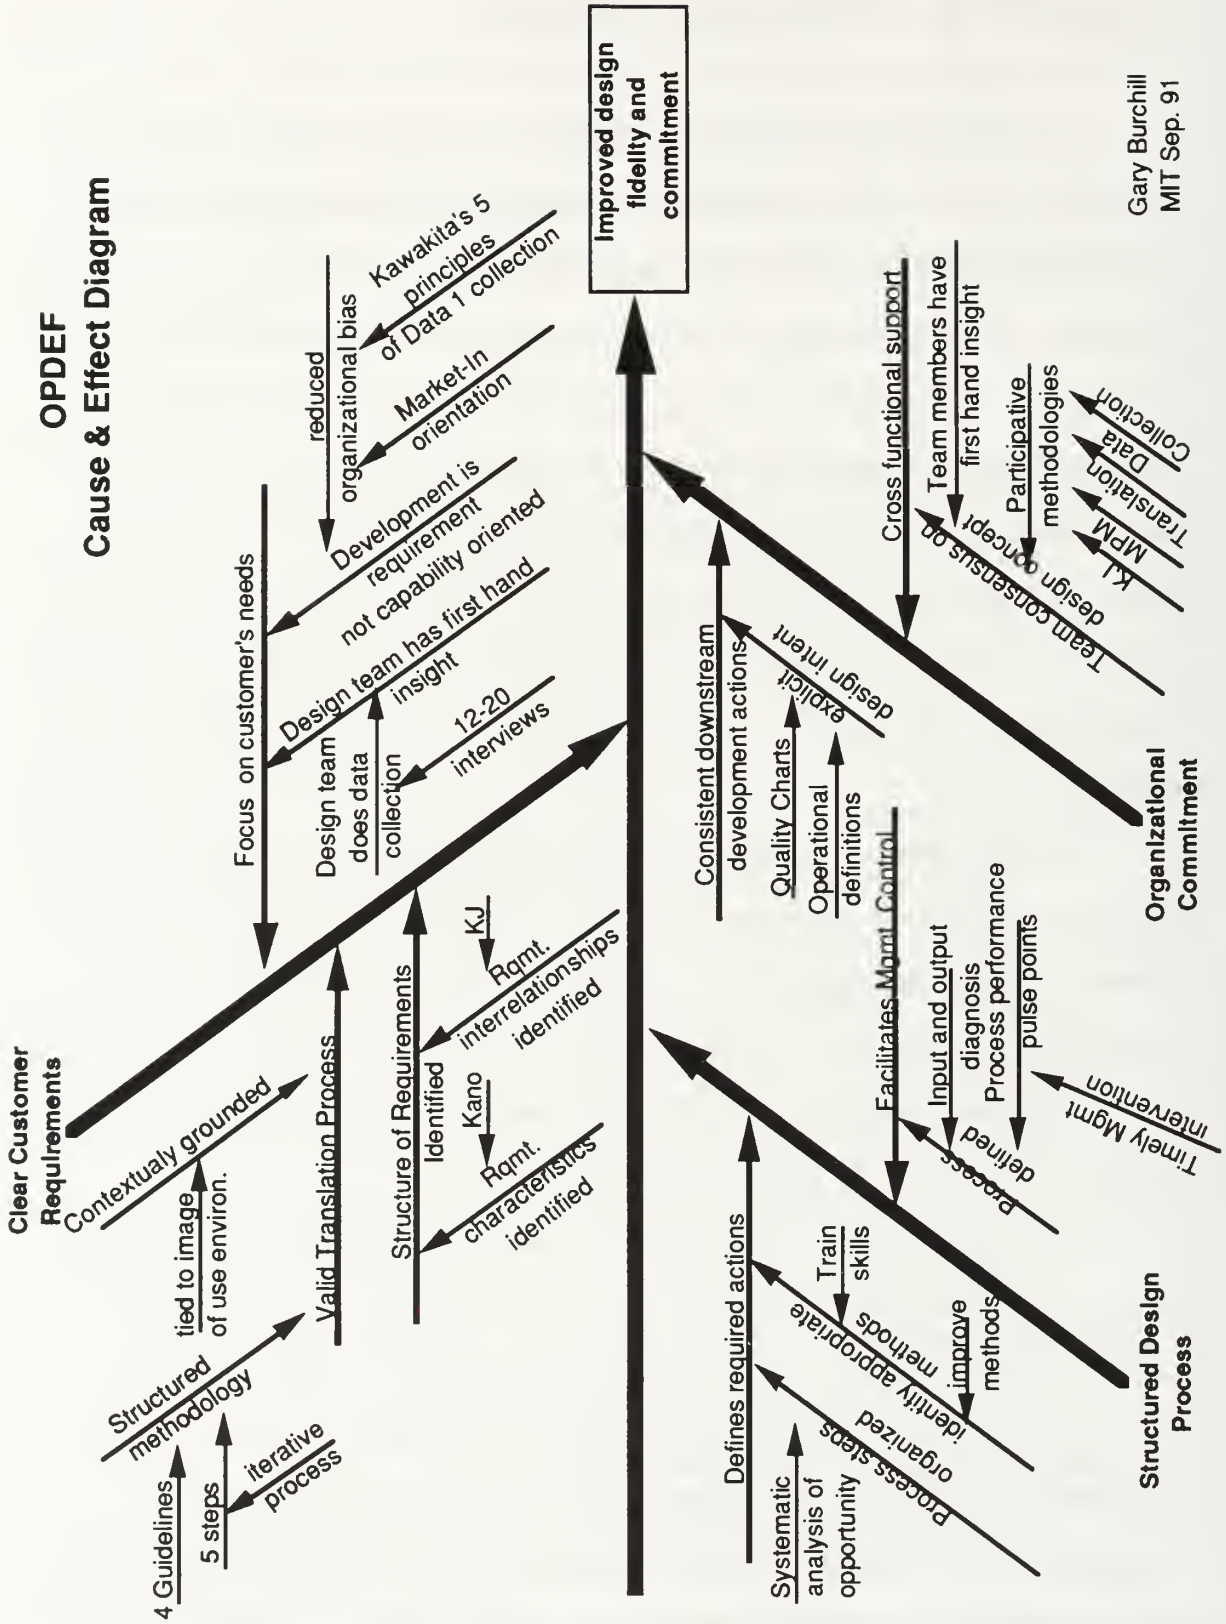 OPDEF
Cause & Effect Diagram
Clear Customer
Requirements
Contextualy grounded
tied to image
of use environ.
Structured
methodology
4 Guidelines
5 steps
iterative
process
Valid Translation Process
Structure of Requirements
Identified
KJ
Rqmt.
interrelationships
identified
Kano
Rqmt.
characteristics
identified
Focus on customer's needs
Design team has first hand
insight
Design team
does data
collection
12-20
interviews
Development is
requirement
not capability oriented
reduced
organizational bias
Market-In
orientation
Kawakita's 5
principles
of Data 1 collection
Improved design
fidelity and
commitment
Defines required actions
Systematic
analysis of
opportunity
Process steps
organized
identify appropriate
methods
Train
skills
improve
methods
Structured Design
Process
Facilitates Mgmt Control
Process
defined
Input and output
diagnosis
Process performance
pulse points
Timely Mgmt
intervention
Consistent downstream
development actions
explicit
design intent
Quality Charts
Operational
definitions
Organizational
Commitment
Cross functional support
Team members have
first hand insight
Team consensus on
design concept
Participative
methodologies
KJ
MPM
Translation
Data
Collection
Gary Burchill
MIT Sep. 91